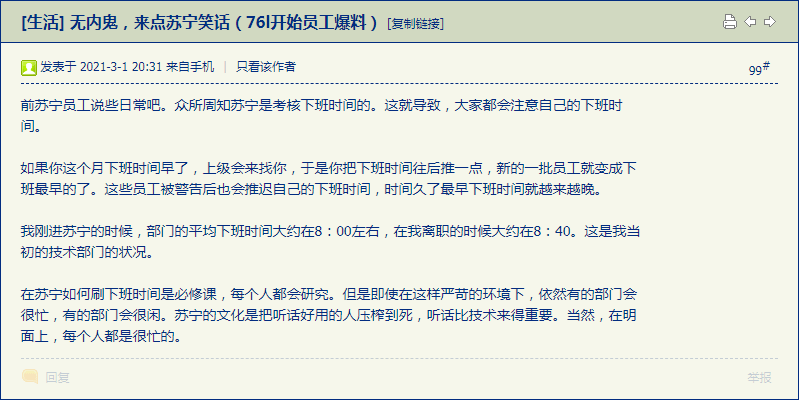 [生活] 无内鬼，来点苏宁笑话（76l开始员工爆料） [复制链接]
发表于 2021-3-1 20:31 来自手机 | 只看该作者
99#
前苏宁员工说些日常吧。众所周知苏宁是考核下班时间的。这就导致，大家都会注意自己的下班时
间。
如果你这个月下班时间早了，上级会来找你，于是你把下班时间往后推一点，新的一批员工就变成下
班最早的了。这些员工被警告后也会推迟自己的下班时间，时间久了最早下班时间就越来越晚。
我刚进苏宁的时候，部门的平均下班时间大约在8：00左右，在我离职的时候大约在8：40。这是我当
初的技术部门的状况。
在苏宁如何刷下班时间是必修课，每个人都会研究。但是即使在这样严苛的环境下，依然有的部门会
很忙，有的部门会很闲。苏宁的文化是把听话好用的人压榨到死，听话比技术来得重要。当然，在明
面上，每个人都是很忙的。
回复
举报